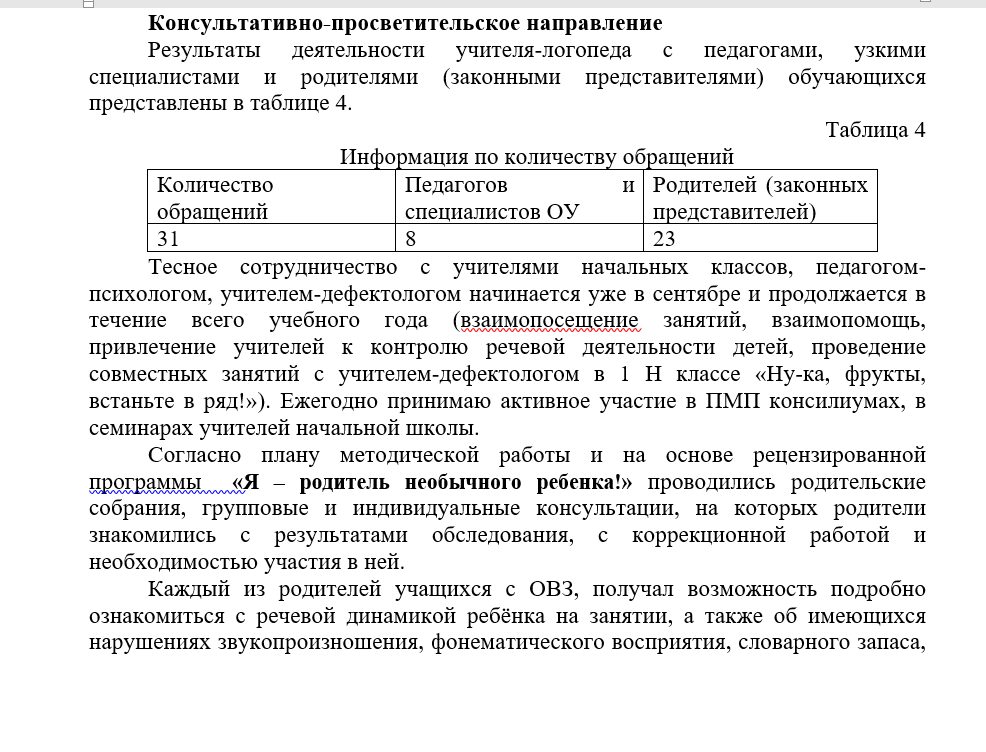 Консультативно-просветительское направление
Результаты деятельности учителя-логопеда с педагогами, узкими
специалистами и родителями (законными представителями) обучающихся
представлены в таблице 4.
Таблица 4
Информация по количеству обращений
Количество обращений
Педагогов и специалистов ОУ
Родителей (законных представителей)
31 8 23
Тесное сотрудничество с учителями начальных классов, педагогом-
психологом, учителем-дефектологом начинается уже в сентябре и продолжается в
течение всего учебного года (взаимопосещение занятий, взаимопомощь,
привлечение учителей к контролю речевой деятельности детей, проведение
совместных занятий с учителем-дефектологом в 1 Н классе «Ну-ка, фрукты,
встаньте в ряд!»). Ежегодно принимаю активное участие в ПМП консилиумах, в
семинарах учителей начальной школы.
Согласно плану методической работы и на основе рецензированной
программы «Я – родитель необычного ребенка!» проводились родительские
собрания, групповые и индивидуальные консультации, на которых родители
знакомились с результатами обследования, с коррекционной работой и
необходимостью участия в ней.
Каждый из родителей учащихся с ОВЗ, получал возможность подробно
ознакомиться с речевой динамикой ребёнка на занятии, а также об имеющихся
нарушениях звукопроизношения, фонематического восприятия, словарного запаса,